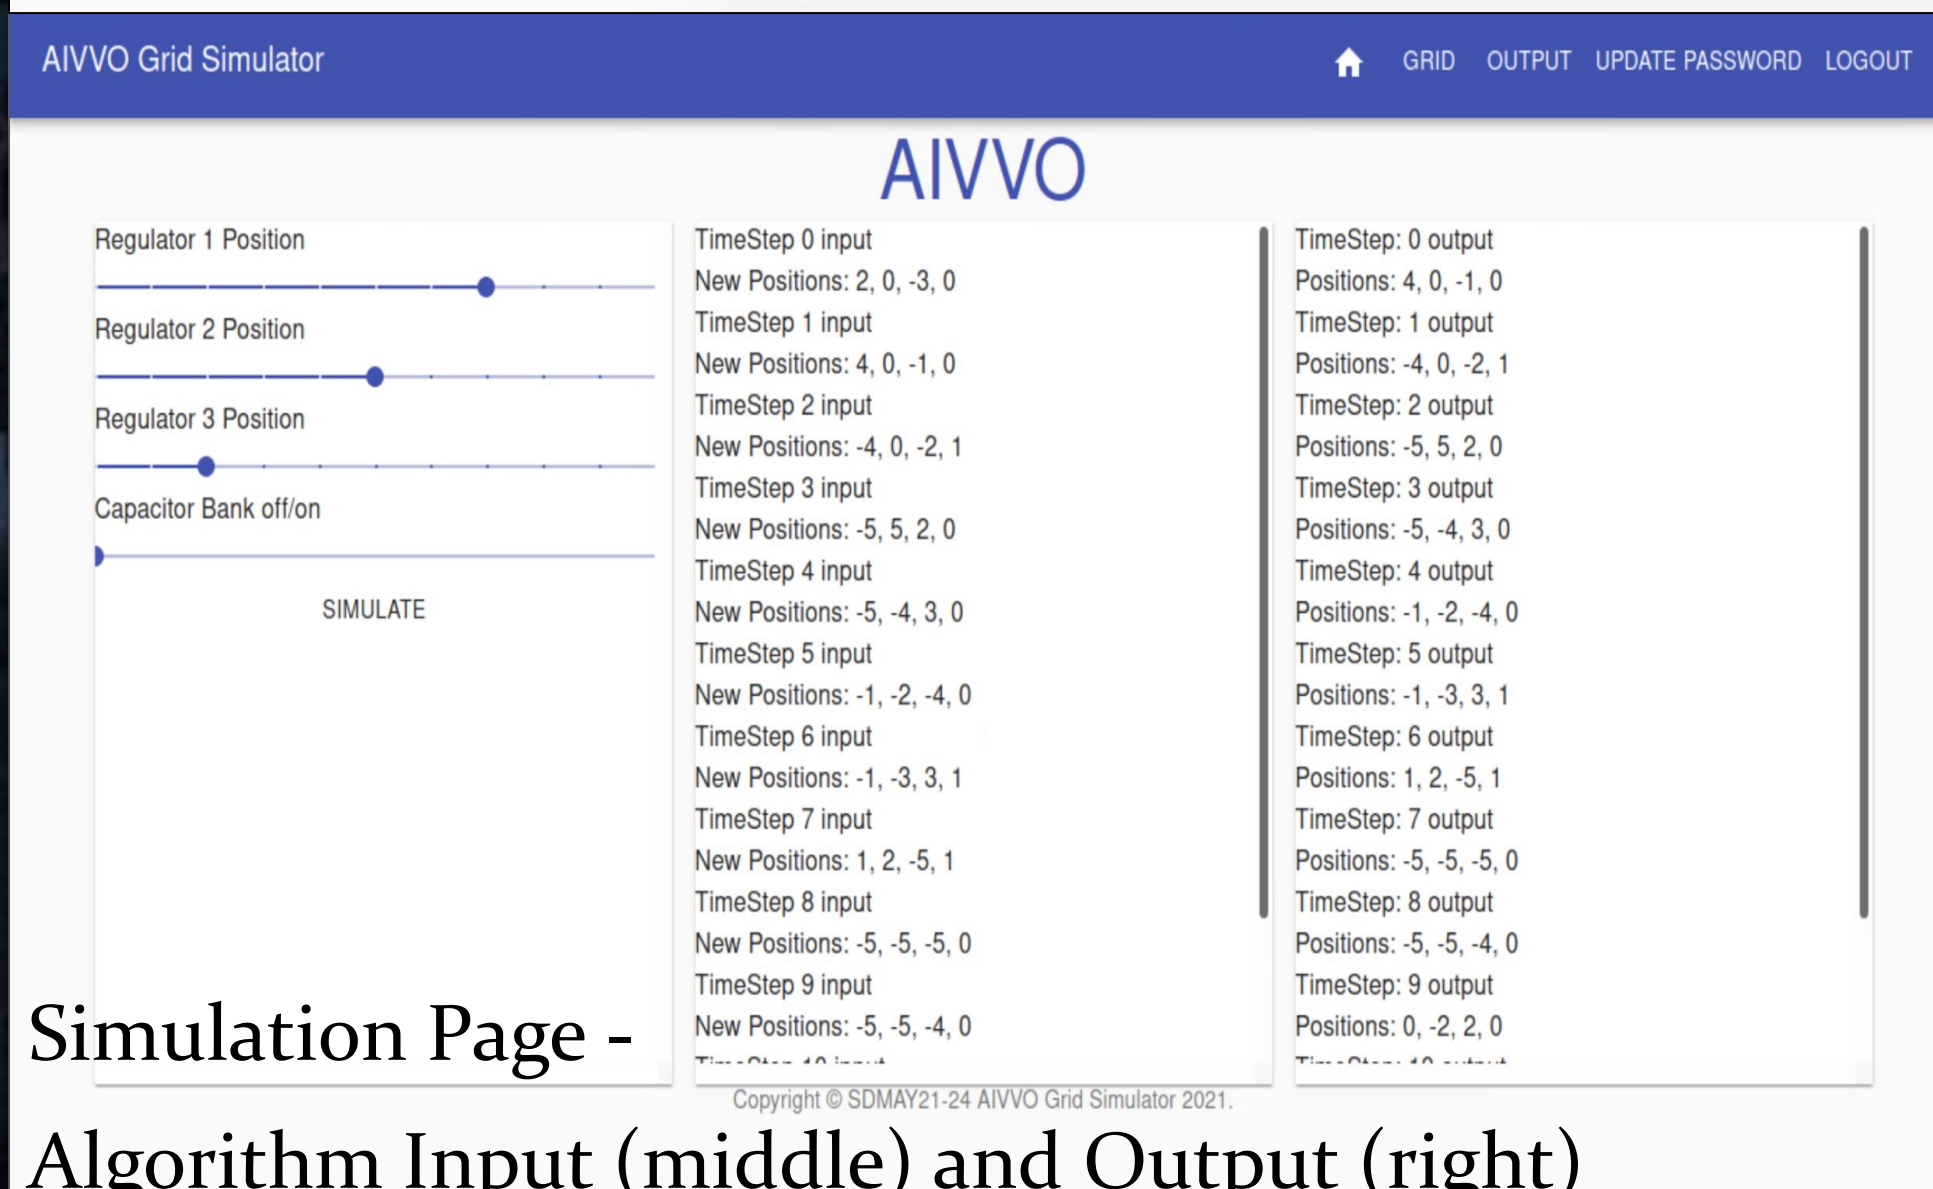 AIVVO Grid Simulator
GRID OUTPUT UPDATE PASSWORD LOGOUT
AIVVO
Regulator 1 Position
Regulator 2 Position
Regulator 3 Position
Capacitor Bank off/on
SIMULATE
TimeStep 0 input
New Positions: 2, 0, -3, 0
TimeStep 1 input
New Positions: 4, 0, -1, 0
TimeStep 2 input
New Positions: -4, 0, -2, 1
TimeStep 3 input
New Positions: -5, 5, 2, 0
TimeStep 4 input
New Positions: -5, -4, 3, 0
TimeStep 5 input
New Positions: -1, -2, -4, 0
TimeStep 6 input
New Positions: -1, -3, 3, 1
TimeStep 7 input
New Positions: 1, 2, -5, 1
TimeStep 8 input
New Positions: -5, -5, -5, 0
TimeStep 9 input
New Positions: -5, -5, -4, 0
TimeStep 10 input
TimeStep: 0 output
Positions: 4, 0, -1, 0
TimeStep: 1 output
Positions: -4, 0, -2, 1
TimeStep: 2 output
Positions: -5, 5, 2, 0
TimeStep: 3 output
Positions: -5, -4, 3, 0
TimeStep: 4 output
Positions: -1, -2, -4, 0
TimeStep: 5 output
Positions: -1, -3, 3, 1
TimeStep: 6 output
Positions: 1, 2, -5, 1
TimeStep: 7 output
Positions: -5, -5, -5, 0
TimeStep: 8 output
Positions: -5, -5, -4, 0
TimeStep: 9 output
Positions: 0, -2, 2, 0
TimeStep: 10 output
Copyright © SDMAY21-24 AIVVO Grid Simulator 2021.
Simulation Page -
Algorithm Input (middle) and Output (right)